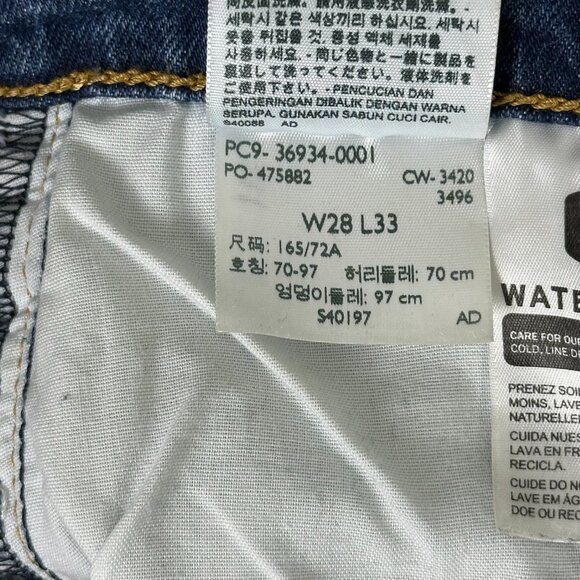 세탁시 같은 색상끼리 하십시오. 세탁시
뒷을 뒤집을 것. 중성 액체 세제를
사용하세요. - 同じ色物と一緒に製品を
裏返して洗ってください。液体洗剤を
ご使用下さい。 - PENCUCIAN DAN
PENGERINGAN DIBALIK DENGAN WARNA
SERUPA. GUNAKAN SABUN CUCI CAIR.
S40088 AD
PC9- 36934-0001
PO- 475882 CW- 3420
3496
W28 L33
尺码: 165/72A
호칭: 70-97 허리둘레: 70 cm
엉덩이둘레: 97 cm
S40197 AD
WATE
CARE FOR OU
COLD, LINE D
PRENEZ SOI
MOINS, LAVE
NATURELLE
CUIDA NUES
LAVA EN FR
RECICLA.
CUIDE DO NO
LAVE EM ÁG
DOE OU REC